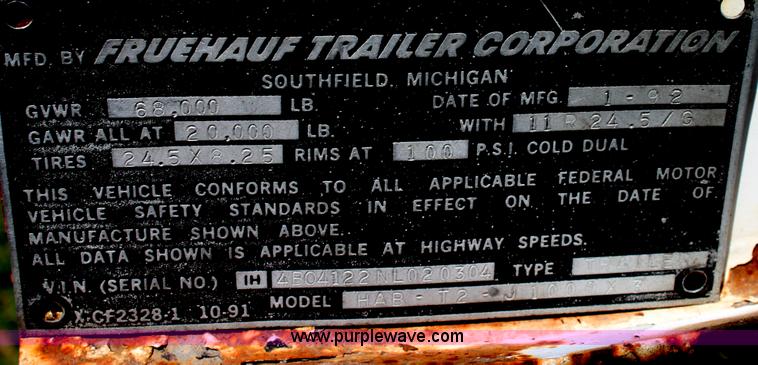 MFD. BY FRUEHAUF TRAILER CORPORATION
SOUTHFIELD, MICHIGAN
GVWR 68,000 LB. DATE OF MFG. 1-92
GAWR ALL AT 20,000 LB. WITH 11R24.5/G
TIRES 24.5X8.25 RIMS AT 100 P.S.I. COLD DUAL
THIS VEHICLE CONFORMS TO ALL APPLICABLE FEDERAL MOTOR
VEHICLE SAFETY STANDARDS IN EFFECT ON THE DATE OF
MANUFACTURE SHOWN ABOVE.
ALL DATA SHOWN IS APPLICABLE AT HIGHWAY SPEEDS.
V.I.N. (SERIAL NO.) 1H 4P04122NL020304 TYPE
MODEL
X-CF2328-1 10-91
www.purplewave.com